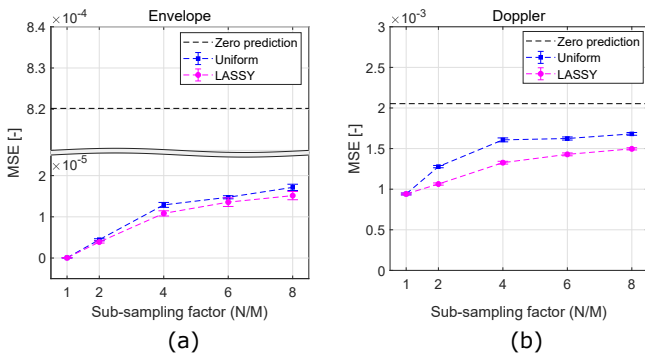 Envelope
8.4 ×10⁻⁴
8.3
8.2
×10⁻⁵
2
1
0
MSE [-]
Zero prediction
Uniform
LASSY
1 2 4 6 8
Sub-sampling factor (N/M)
(a)
Doppler
3 ×10⁻³
2.5
2
1.5
1
0.5
0
MSE [-]
Zero prediction
Uniform
LASSY
1 2 4 6 8
Sub-sampling factor (N/M)
(b)